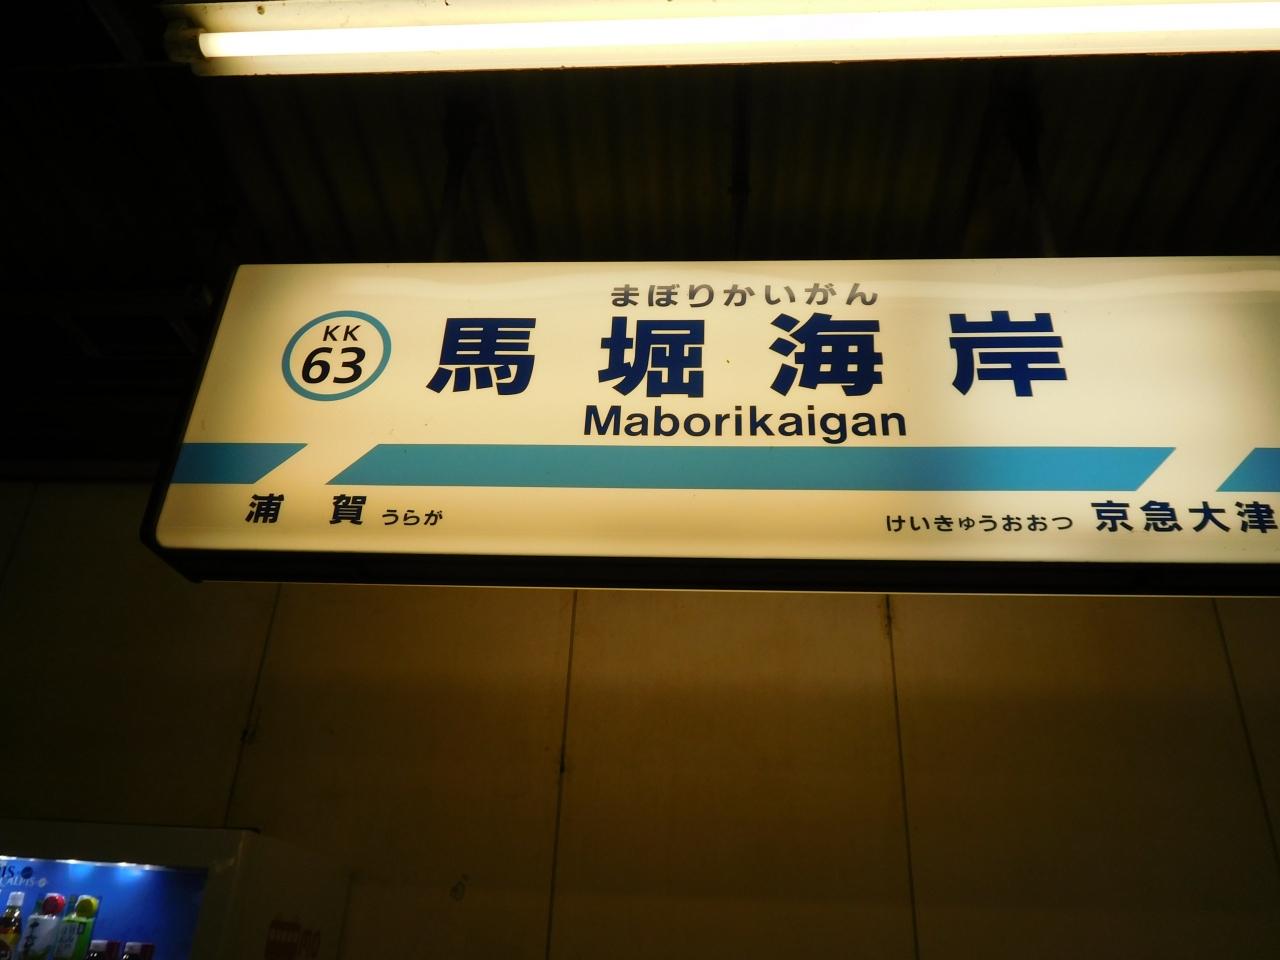 まぼりかいがん
KK
63
馬堀海岸
Maborikaigan
浦賀 うらが
けいきゅうおおつ 京急大津
CALPIS